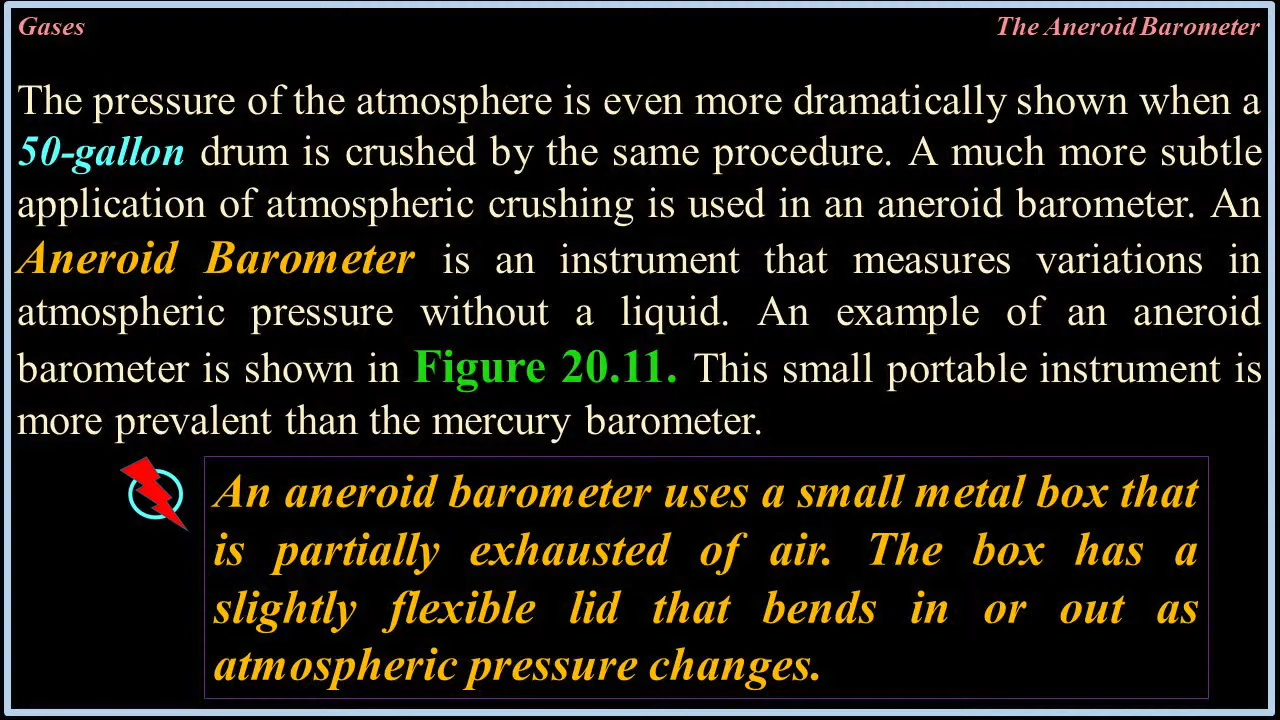 Gases
The Aneroid Barometer
The pressure of the atmosphere is even more dramatically shown when a
50-gallon drum is crushed by the same procedure. A much more subtle
application of atmospheric crushing is used in an aneroid barometer. An
Aneroid Barometer is an instrument that measures variations in
atmospheric pressure without a liquid. An example of an aneroid
barometer is shown in Figure 20.11. This small portable instrument is
more prevalent than the mercury barometer.
An aneroid barometer uses a small metal box that
is partially exhausted of air. The box has a
slightly flexible lid that bends in or out as
atmospheric pressure changes.